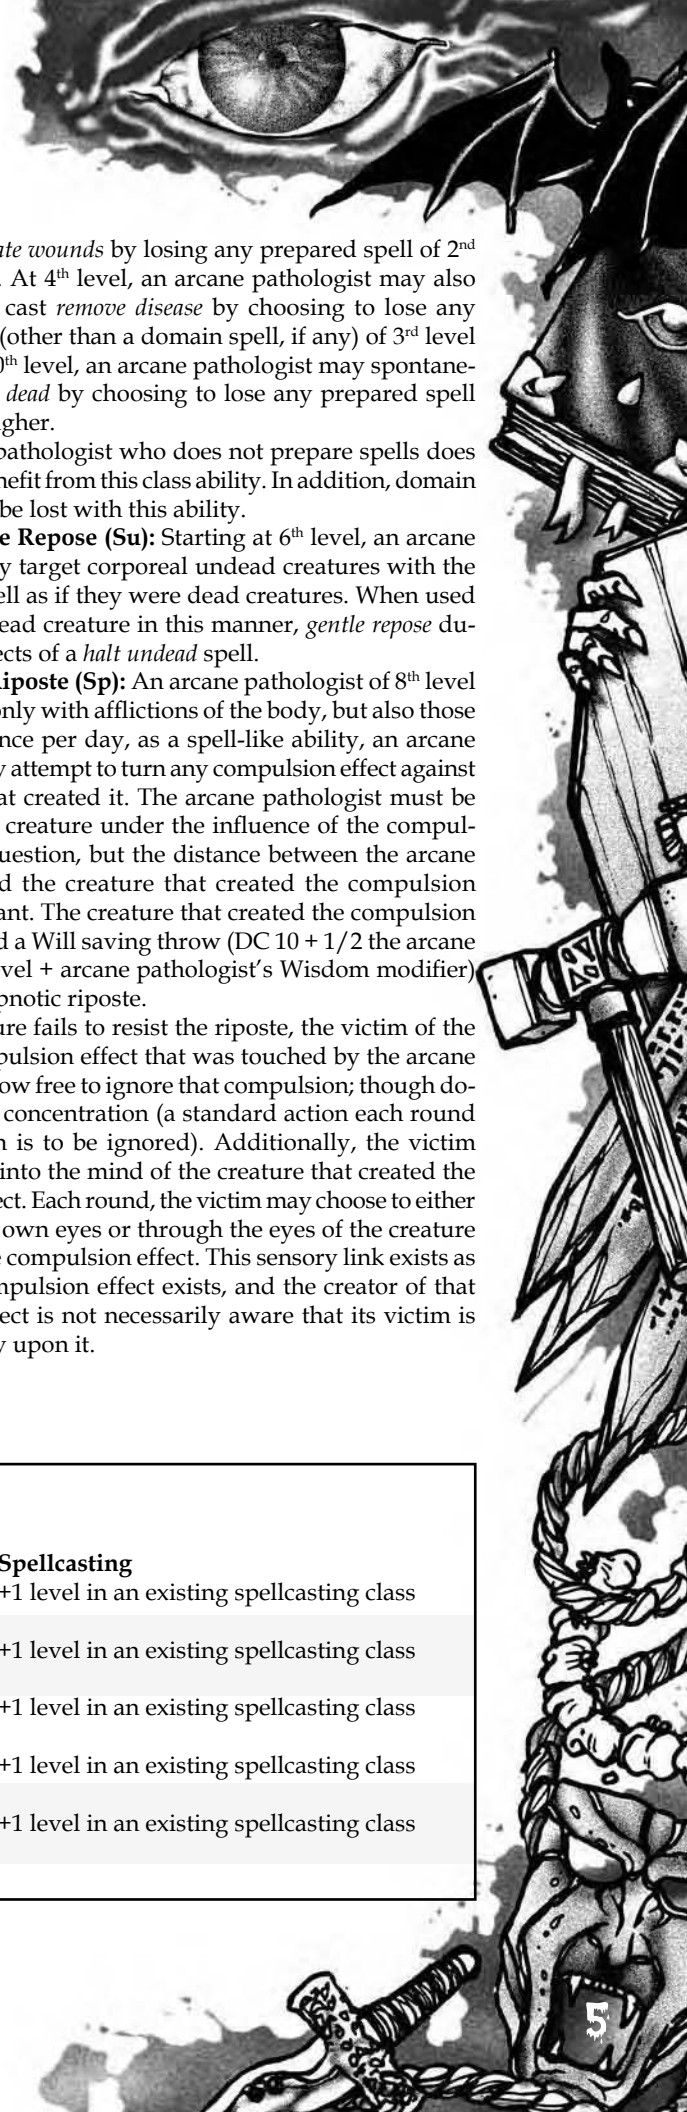 ate wounds by losing any prepared spell of 2nd
. At 4th level, an arcane pathologist may also
cast remove disease by choosing to lose any
(other than a domain spell, if any) of 3rd level
0th level, an arcane pathologist may spontane-
dead by choosing to lose any prepared spell
gher.
pathologist who does not prepare spells does
nefit from this class ability. In addition, domain
be lost with this ability.
e Repose (Su): Starting at 6th level, an arcane
y target corporeal undead creatures with the
ell as if they were dead creatures. When used
ead creature in this manner, gentle repose du-
ects of a halt undead spell.
Riposte (Sp): An arcane pathologist of 8th level
only with afflictions of the body, but also those
nce per day, as a spell-like ability, an arcane
y attempt to turn any compulsion effect against
at created it. The arcane pathologist must be
creature under the influence of the compul-
uestion, but the distance between the arcane
d the creature that created the compulsion
ant. The creature that created the compulsion
d a Will saving throw (DC 10 + 1/2 the arcane
vel + arcane pathologist's Wisdom modifier)
pnotic riposte.
ure fails to resist the riposte, the victim of the
pulsion effect that was touched by the arcane
ow free to ignore that compulsion; though do-
concentration (a standard action each round
n is to be ignored). Additionally, the victim
into the mind of the creature that created the
ect. Each round, the victim may choose to either
own eyes or through the eyes of the creature
e compulsion effect. This sensory link exists as
mpulsion effect exists, and the creator of that
ect is not necessarily aware that its victim is
y upon it.
Spellcasting
+1 level in an existing spellcasting class
+1 level in an existing spellcasting class
+1 level in an existing spellcasting class
+1 level in an existing spellcasting class
+1 level in an existing spellcasting class
5